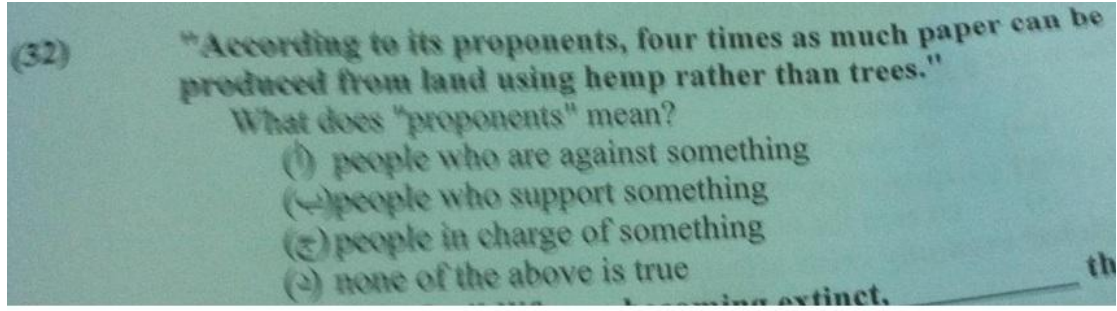 (32) "According to its proponents, four times as much paper can be
produced from land using hemp rather than trees."
What does "proponents" mean?
(أ) people who are against something
(ب) people who support something
(ج) people in charge of something
(د) none of the above is true
extinct, th